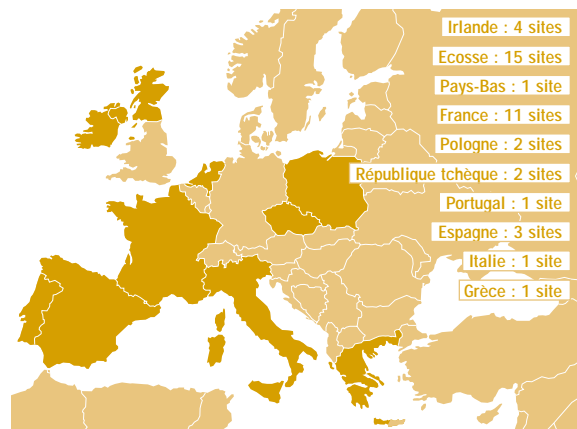 Irlande : 4 sites
Ecosse : 15 sites
Pays-Bas : 1 site
France : 11 sites
Pologne : 2 sites
République tchèque : 2 sites
Portugal : 1 site
Espagne : 3 sites
Italie : 1 site
Grèce : 1 site